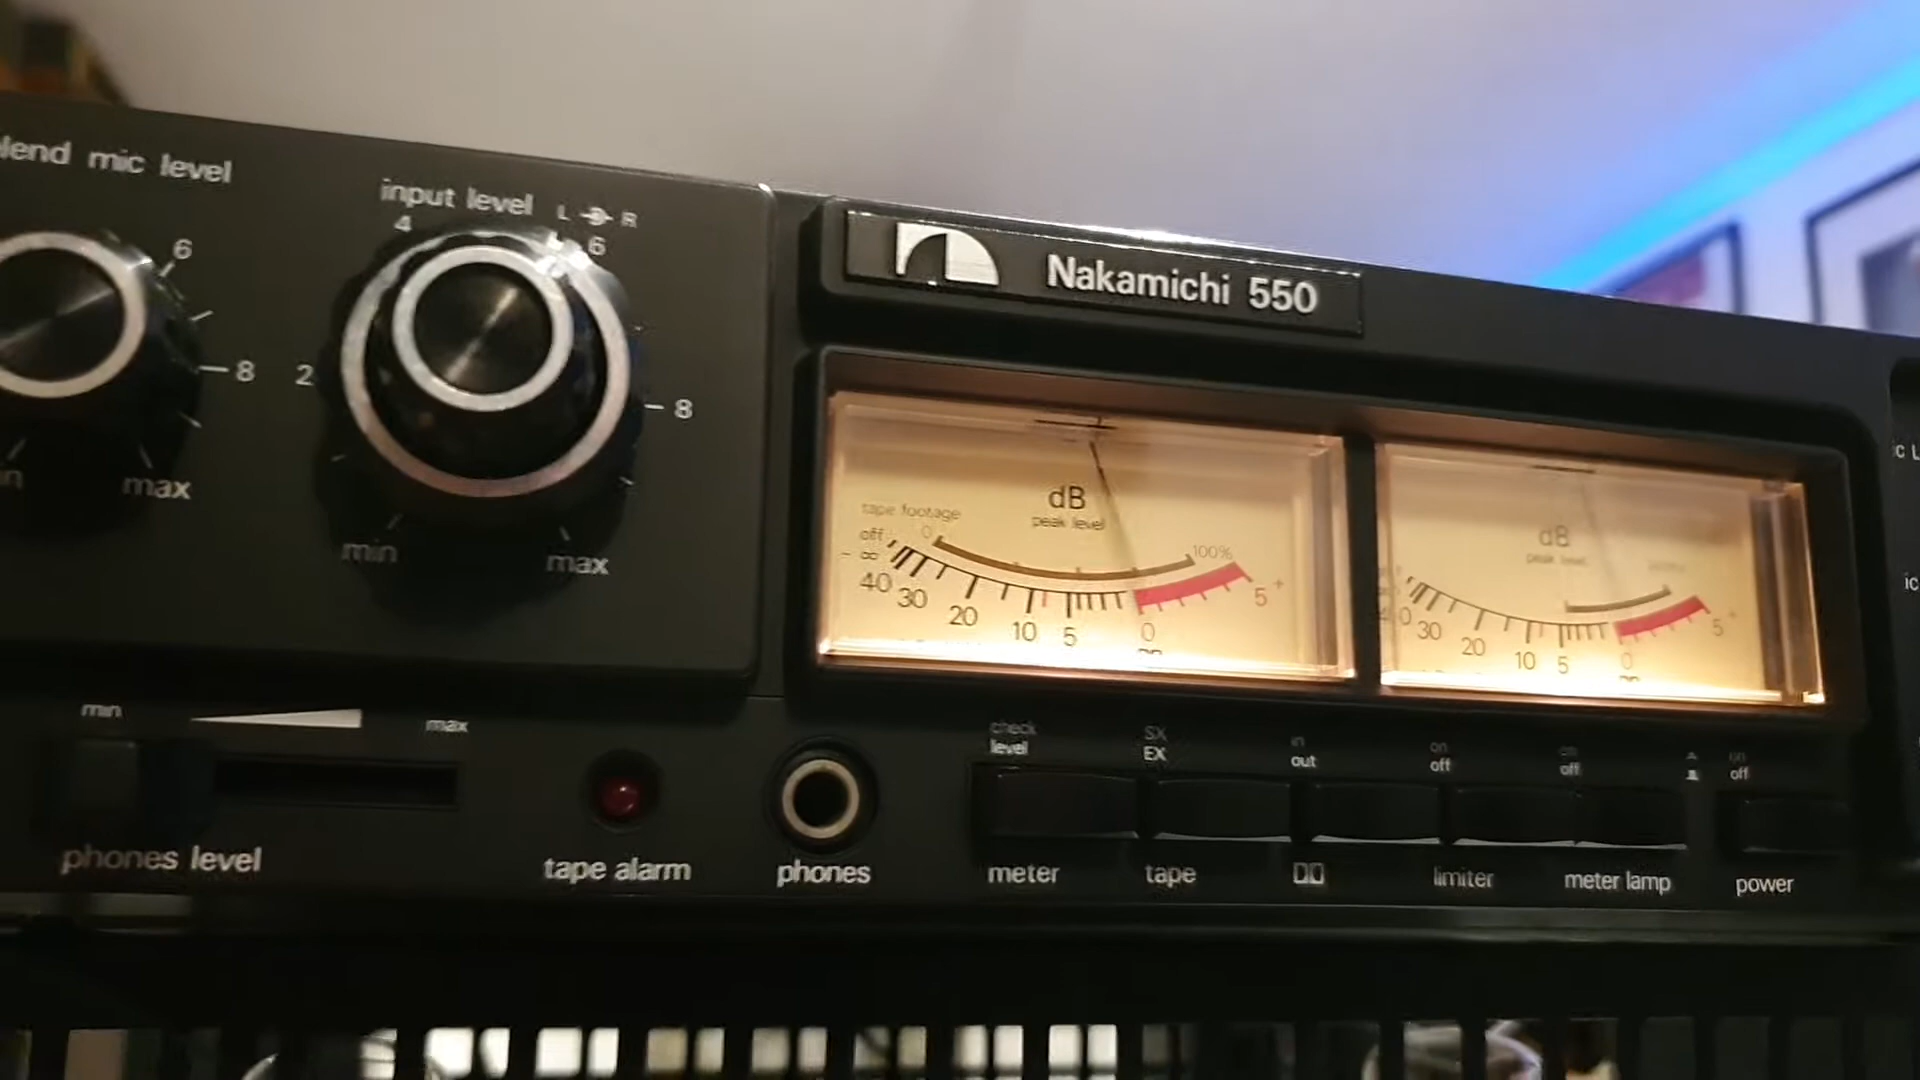 mic level
input level L R
4
6
6
8
2
8
max
min
max
Nakamichi 550
dB
peak level
tape footage
0
100%
off
- ∞
40
30
20
10
5
0
5 +
dB
peak level
30
20
10
5
0
5 +
min
max
phones level
tape alarm
phones
check
level
meter
SX
EX
tape
in
out
on
off
limiter
on
off
meter lamp
on
off
power